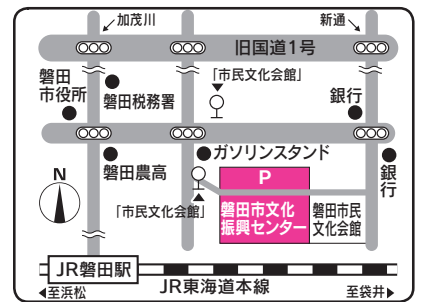 加茂川
新通
旧国道1号
磐田
市役所
磐田税務署
「市民文化会館」
銀行
ガソリンスタンド
N
磐田農高
P
銀行
「市民文化会館」
磐田市文化
振興センター
磐田市民
文化会館
JR磐田駅
JR東海道本線
至浜松
至袋井